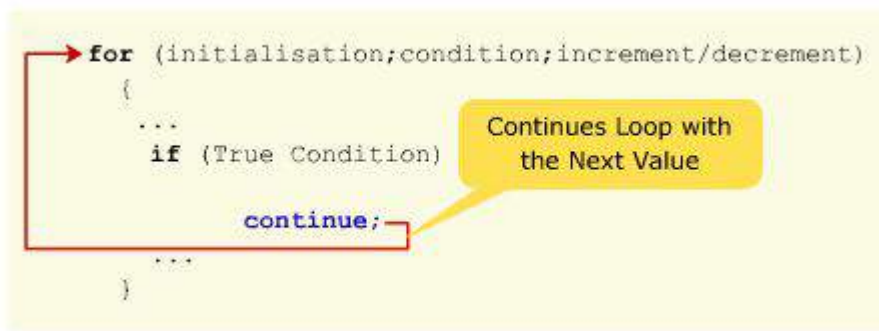 for (initialisation;condition;increment/decrement)
{
...
if (True Condition)
Continues Loop with
the Next Value
continue;
...
}